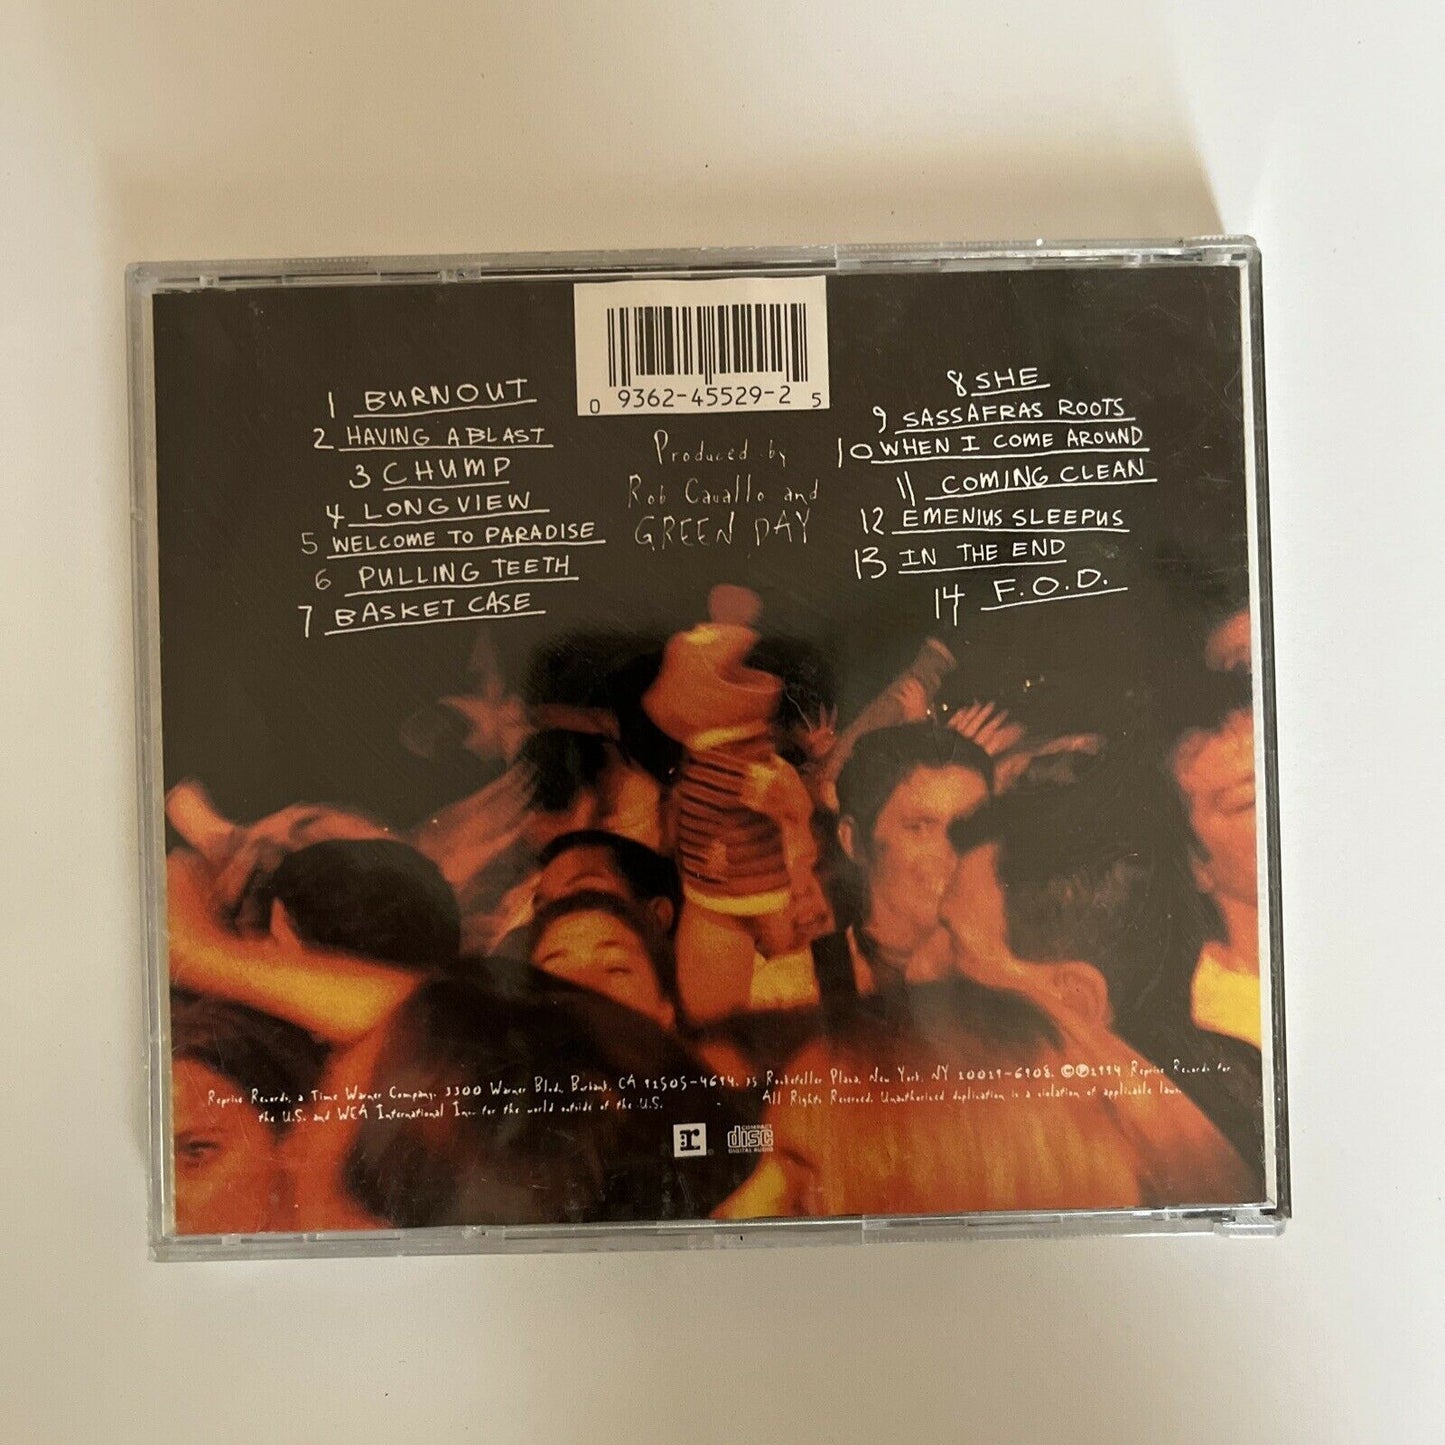 0 9362-45529-2 5
1 BURNOUT
2 HAVING A BLAST
3 CHUMP
4 LONGVIEW
5 WELCOME TO PARADISE
6 PULLING TEETH
7 BASKET CASE
Produced by
Rob Cavallo and
GREEN DAY
8 SHE
9 SASSAFRAS ROOTS
10 WHEN I COME AROUND
11 COMING CLEAN
12 EMENIUS SLEEPUS
13 IN THE END
14 F.O.D.
Reprise Records, a Time Warner Company, 3300 Warner Blvd. Burbank, CA 91505-4694. 75 Rockefeller Plaza, New York, NY 10019-6908. ©℗1994 Reprise Records for
the U.S. and WEA International Inc. for the world outside of the U.S. All Rights Reserved. Unauthorized duplication is a violation of applicable laws.
r ®
COMPACT
disc
DIGITAL AUDIO